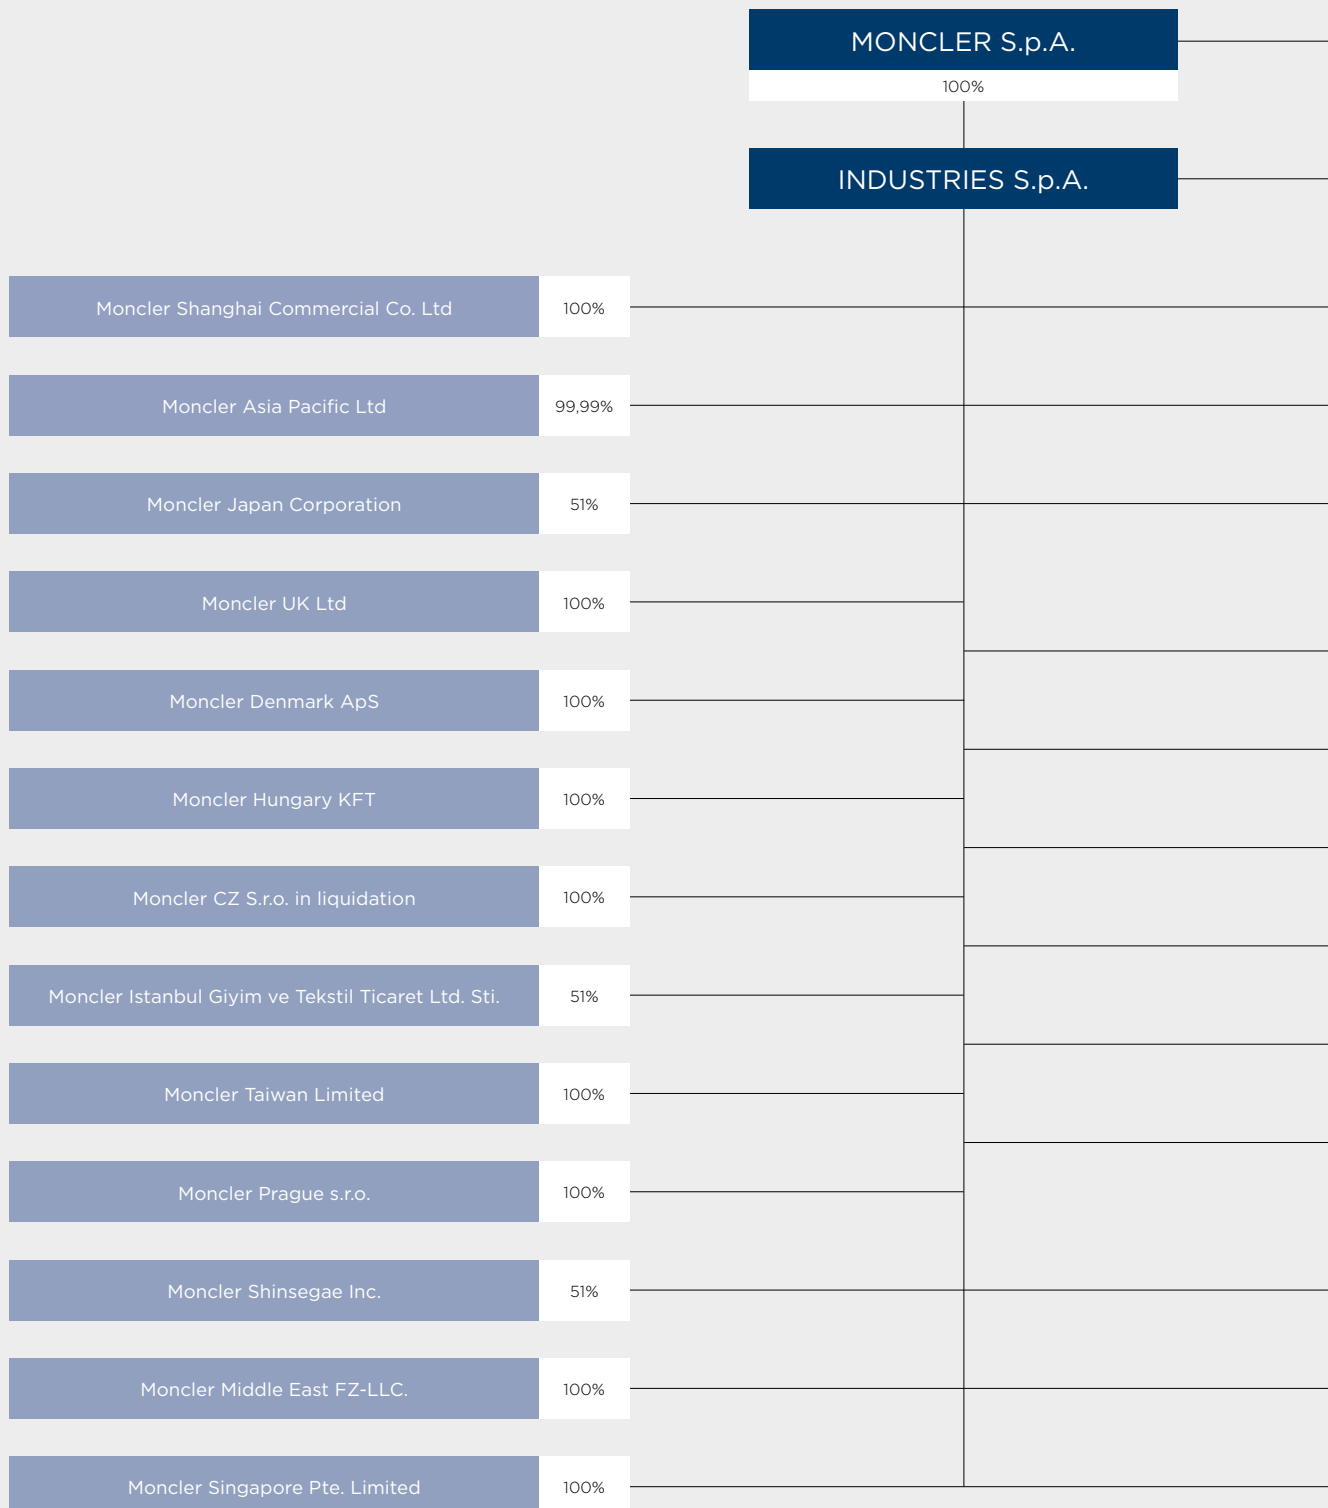 MONCLER S.p.A.
100%
INDUSTRIES S.p.A.
Moncler Shanghai Commercial Co. Ltd 100%
Moncler Asia Pacific Ltd 99,99%
Moncler Japan Corporation 51%
Moncler UK Ltd 100%
Moncler Denmark ApS 100%
Moncler Hungary KFT 100%
Moncler CZ S.r.o. in liquidation 100%
Moncler Istanbul Giyim ve Tekstil Ticaret Ltd. Sti. 51%
Moncler Taiwan Limited 100%
Moncler Prague s.r.o. 100%
Moncler Shinsegae Inc. 51%
Moncler Middle East FZ-LLC. 100%
Moncler Singapore Pte. Limited 100%